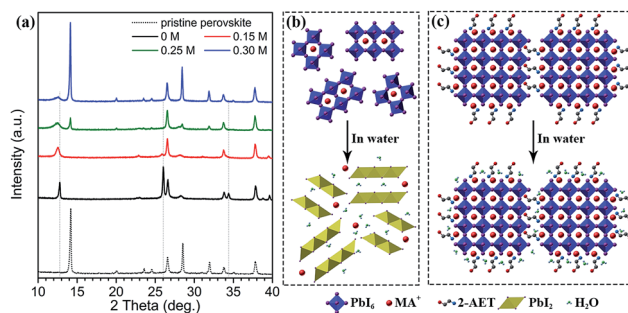 (a)
pristine perovskite
0 M
0.15 M
0.25 M
0.30 M
Intensity (a.u.)
10 15 20 25 30 35 40
2 Theta (deg.)
(b)
In water
(c)
In water
PbI₆ MA⁺ 2-AET PbI₂ H₂O